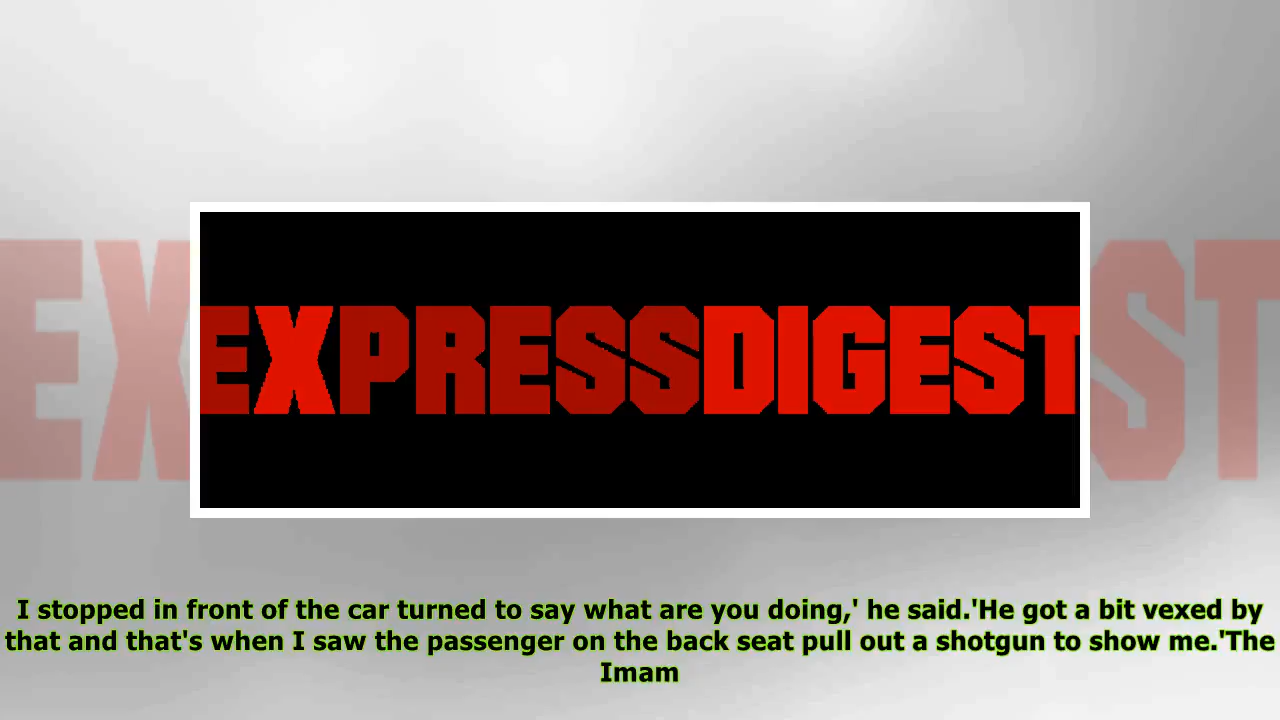 EXPRESSDIGEST
I stopped in front of the car turned to say what are you doing,' he said.'He got a bit vexed by
that and that's when I saw the passenger on the back seat pull out a shotgun to show me.'The
Imam